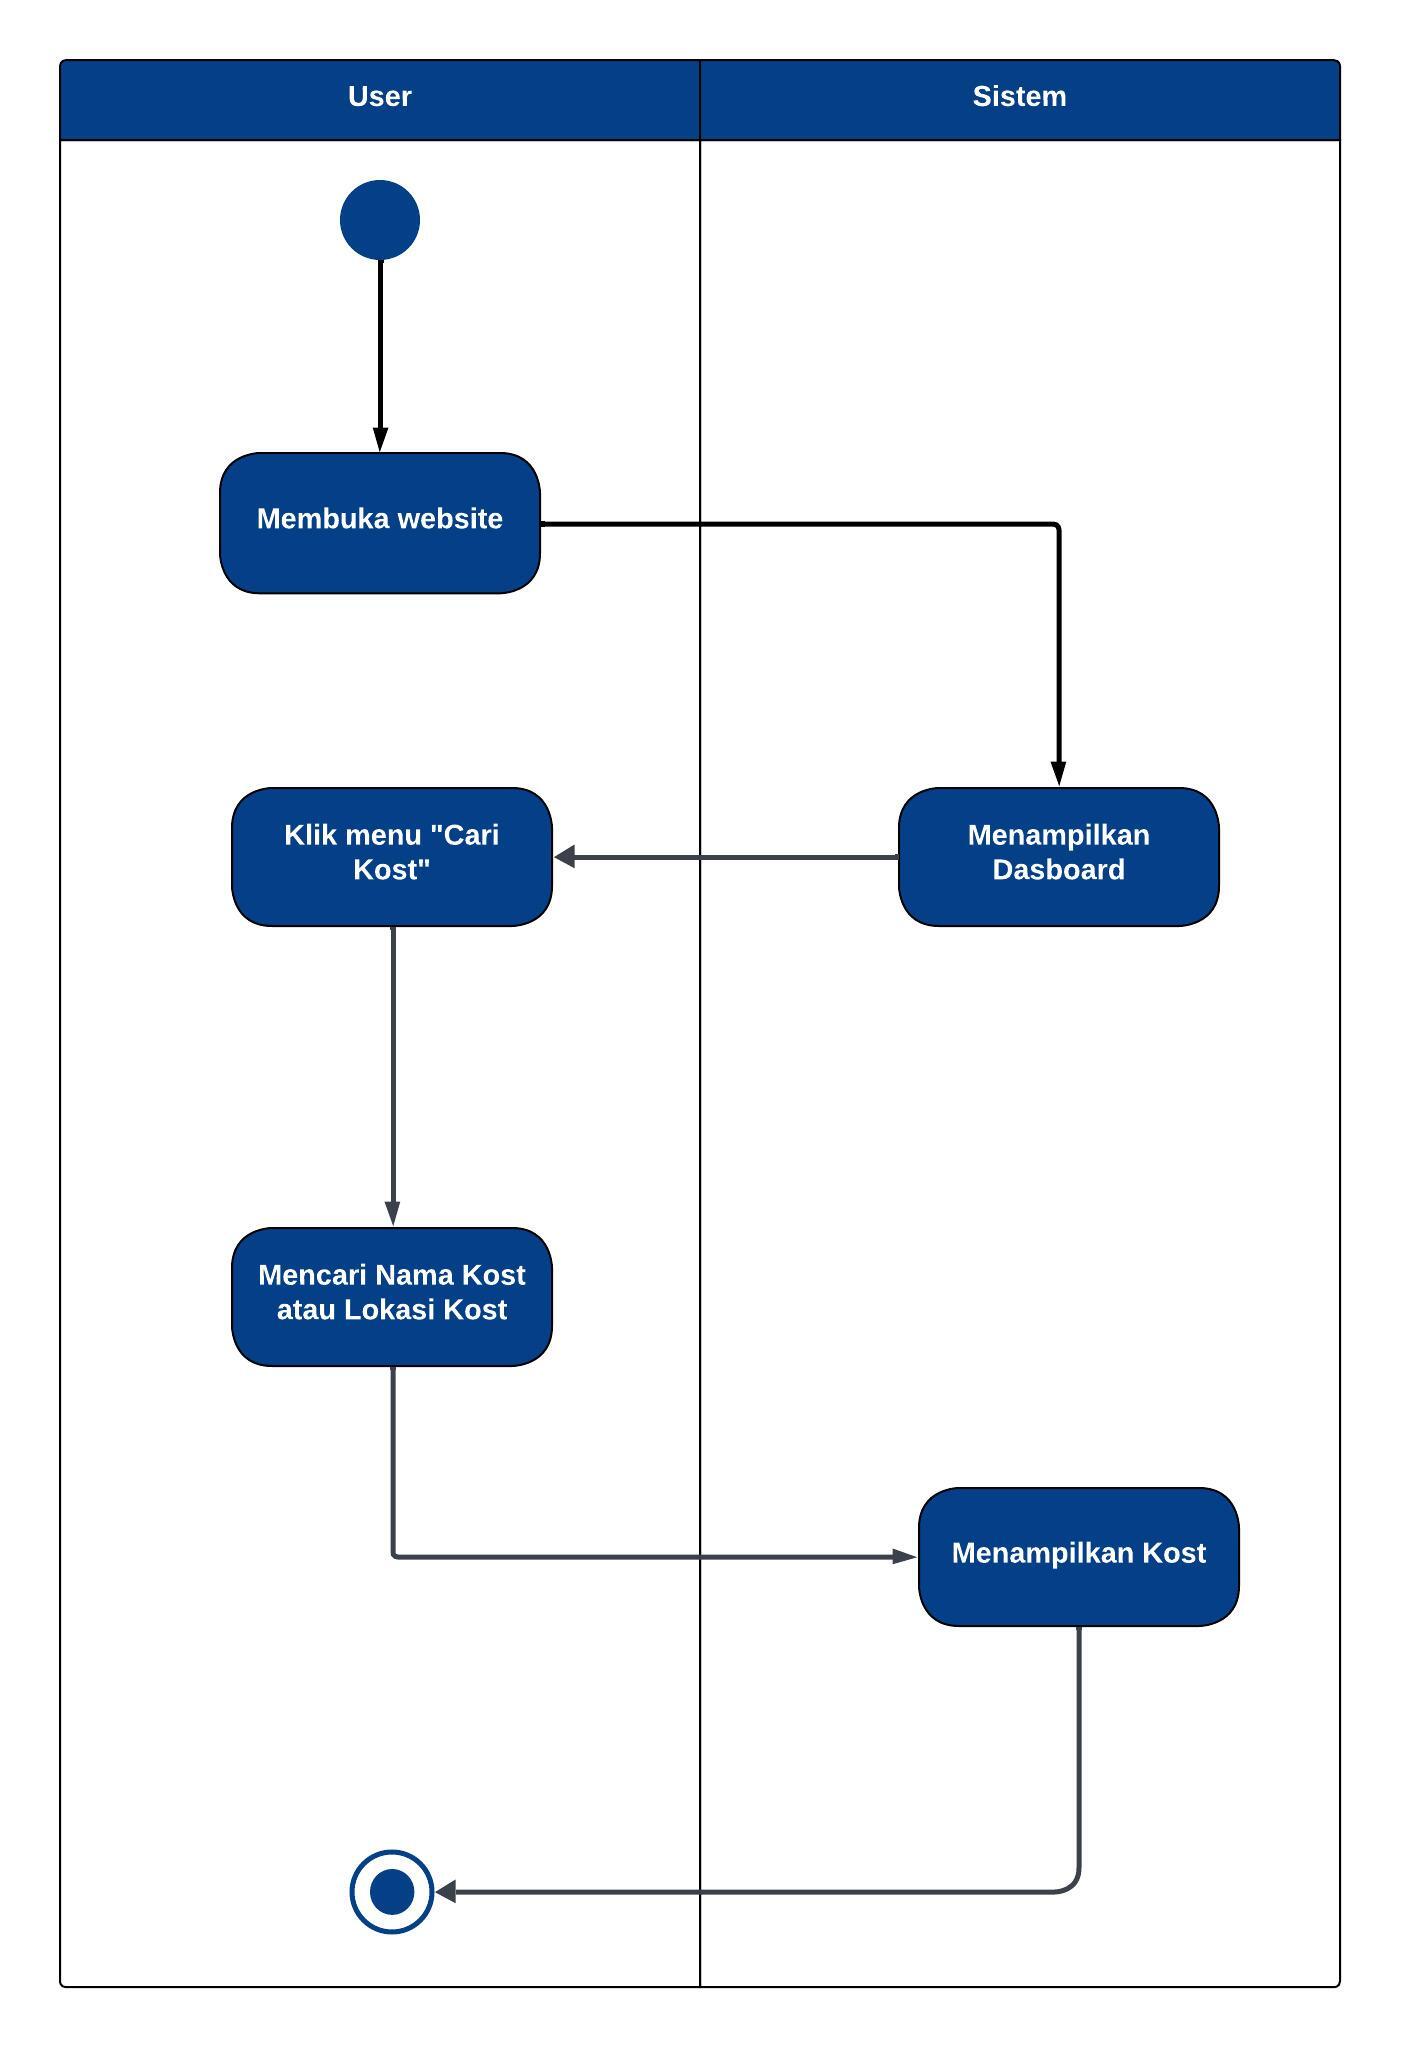 User
Sistem
Membuka website
Klik menu "Cari
Kost"
Menampilkan
Dasboard
Mencari Nama Kost
atau Lokasi Kost
Menampilkan Kost